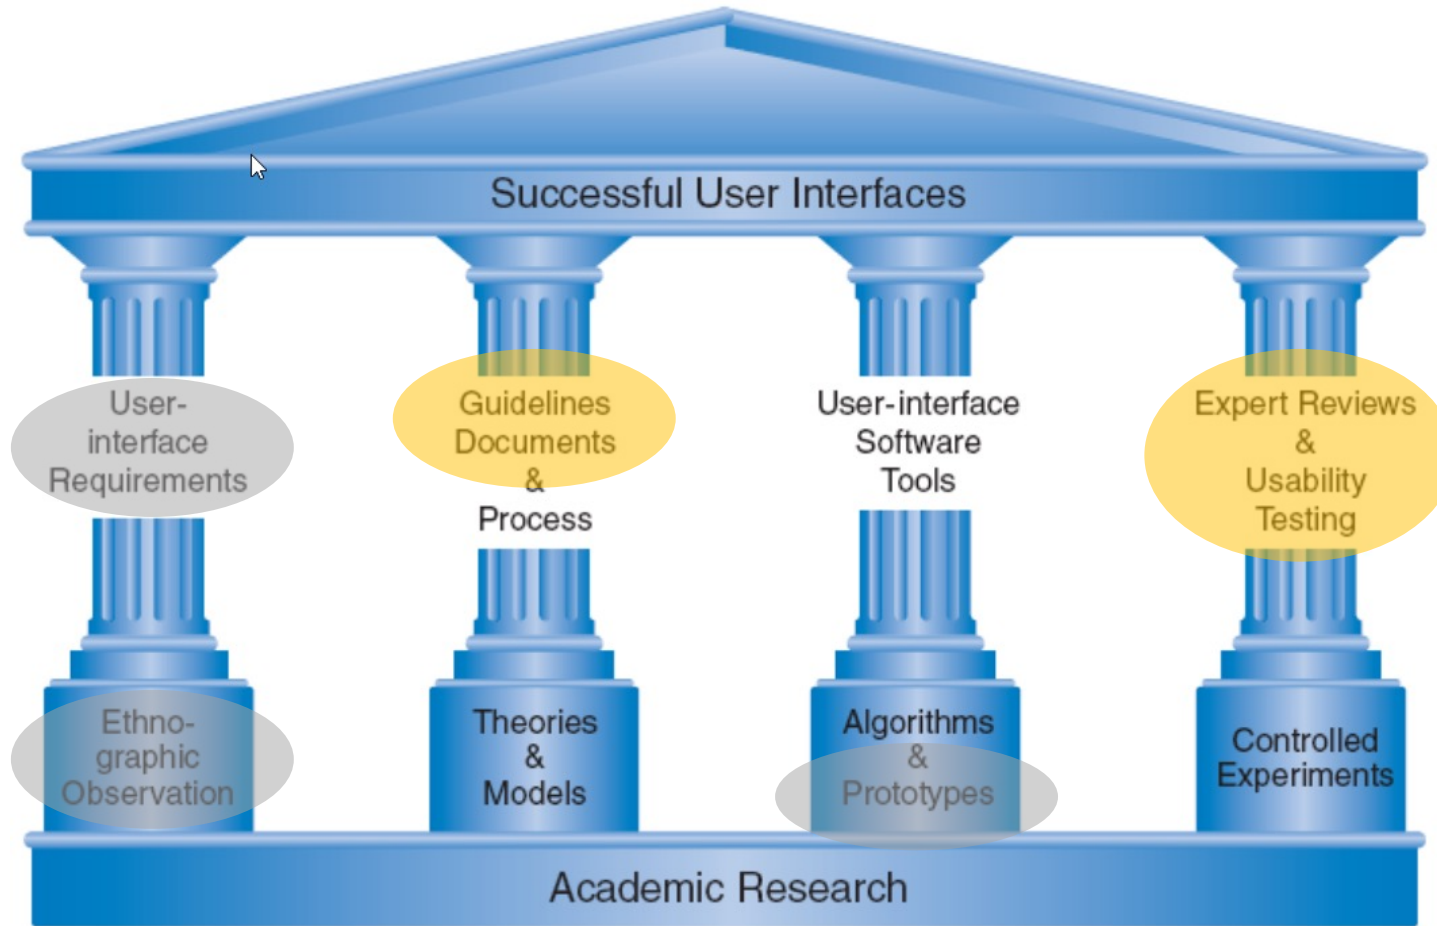 Successful User Interfaces
User-
interface
Requirements
Guidelines
Documents
&
Process
User-interface
Software
Tools
Expert Reviews
&
Usability
Testing
Ethno-
graphic
Observation
Theories
&
Models
Algorithms
&
Prototypes
Controlled
Experiments
Academic Research